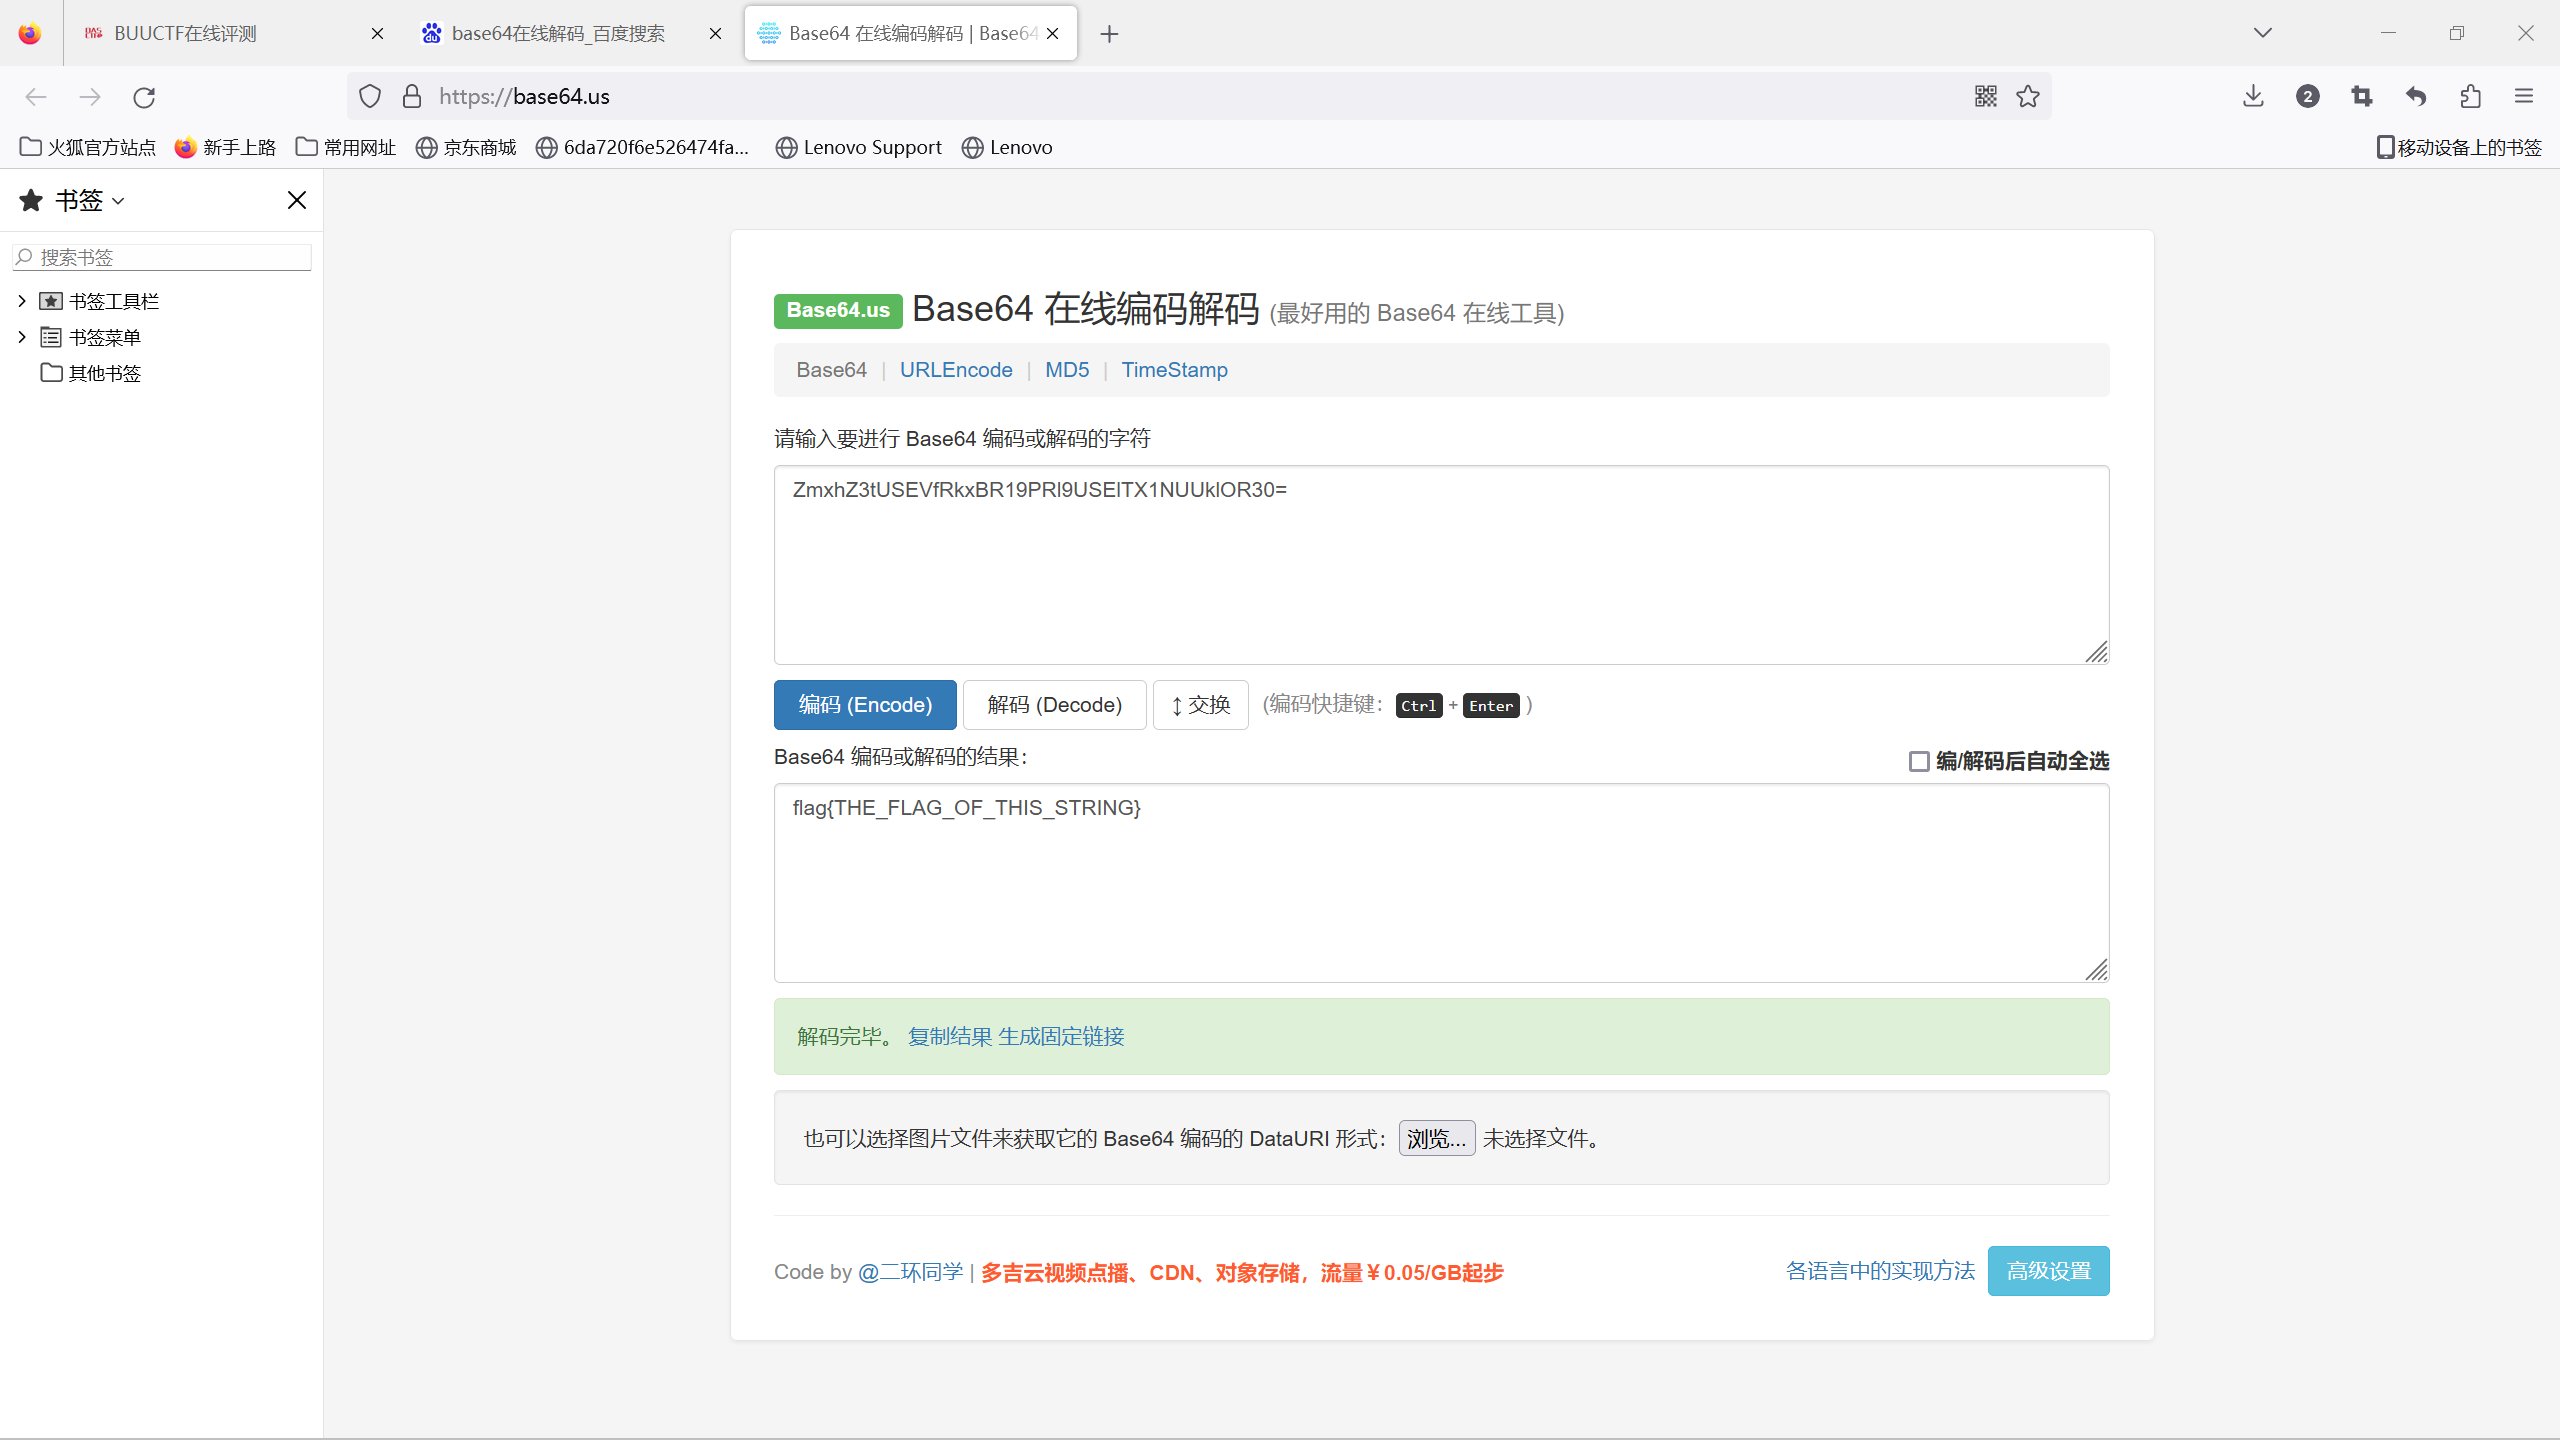 BUUCTF在线评测
base64在线解码_百度搜索
Base64 在线编码解码 | Base64
https://base64.us
2
火狐官方站点
新手上路
常用网址
京东商城
6da720f6e526474fa...
Lenovo Support
Lenovo
移动设备上的书签
书签
搜索书签
书签工具栏
书签菜单
其他书签
Base64.us Base64 在线编码解码 (最好用的 Base64 在线工具)
Base64 | URLEncode | MD5 | TimeStamp
请输入要进行 Base64 编码或解码的字符
ZmxhZ3tUSEVfRkxBR19PRl9USElTX1NUUklOR30=
编码 (Encode) 解码 (Decode) ↕ 交换 (编码快捷键: Ctrl + Enter )
Base64 编码或解码的结果:
编/解码后自动全选
flag{THE_FLAG_OF_THIS_STRING}
解码完毕。 复制结果 生成固定链接
也可以选择图片文件来获取它的 Base64 编码的 DataURI 形式: 浏览... 未选择文件。
Code by @二环同学 | 多吉云视频点播、CDN、对象存储，流量￥0.05/GB起步
各语言中的实现方法 高级设置